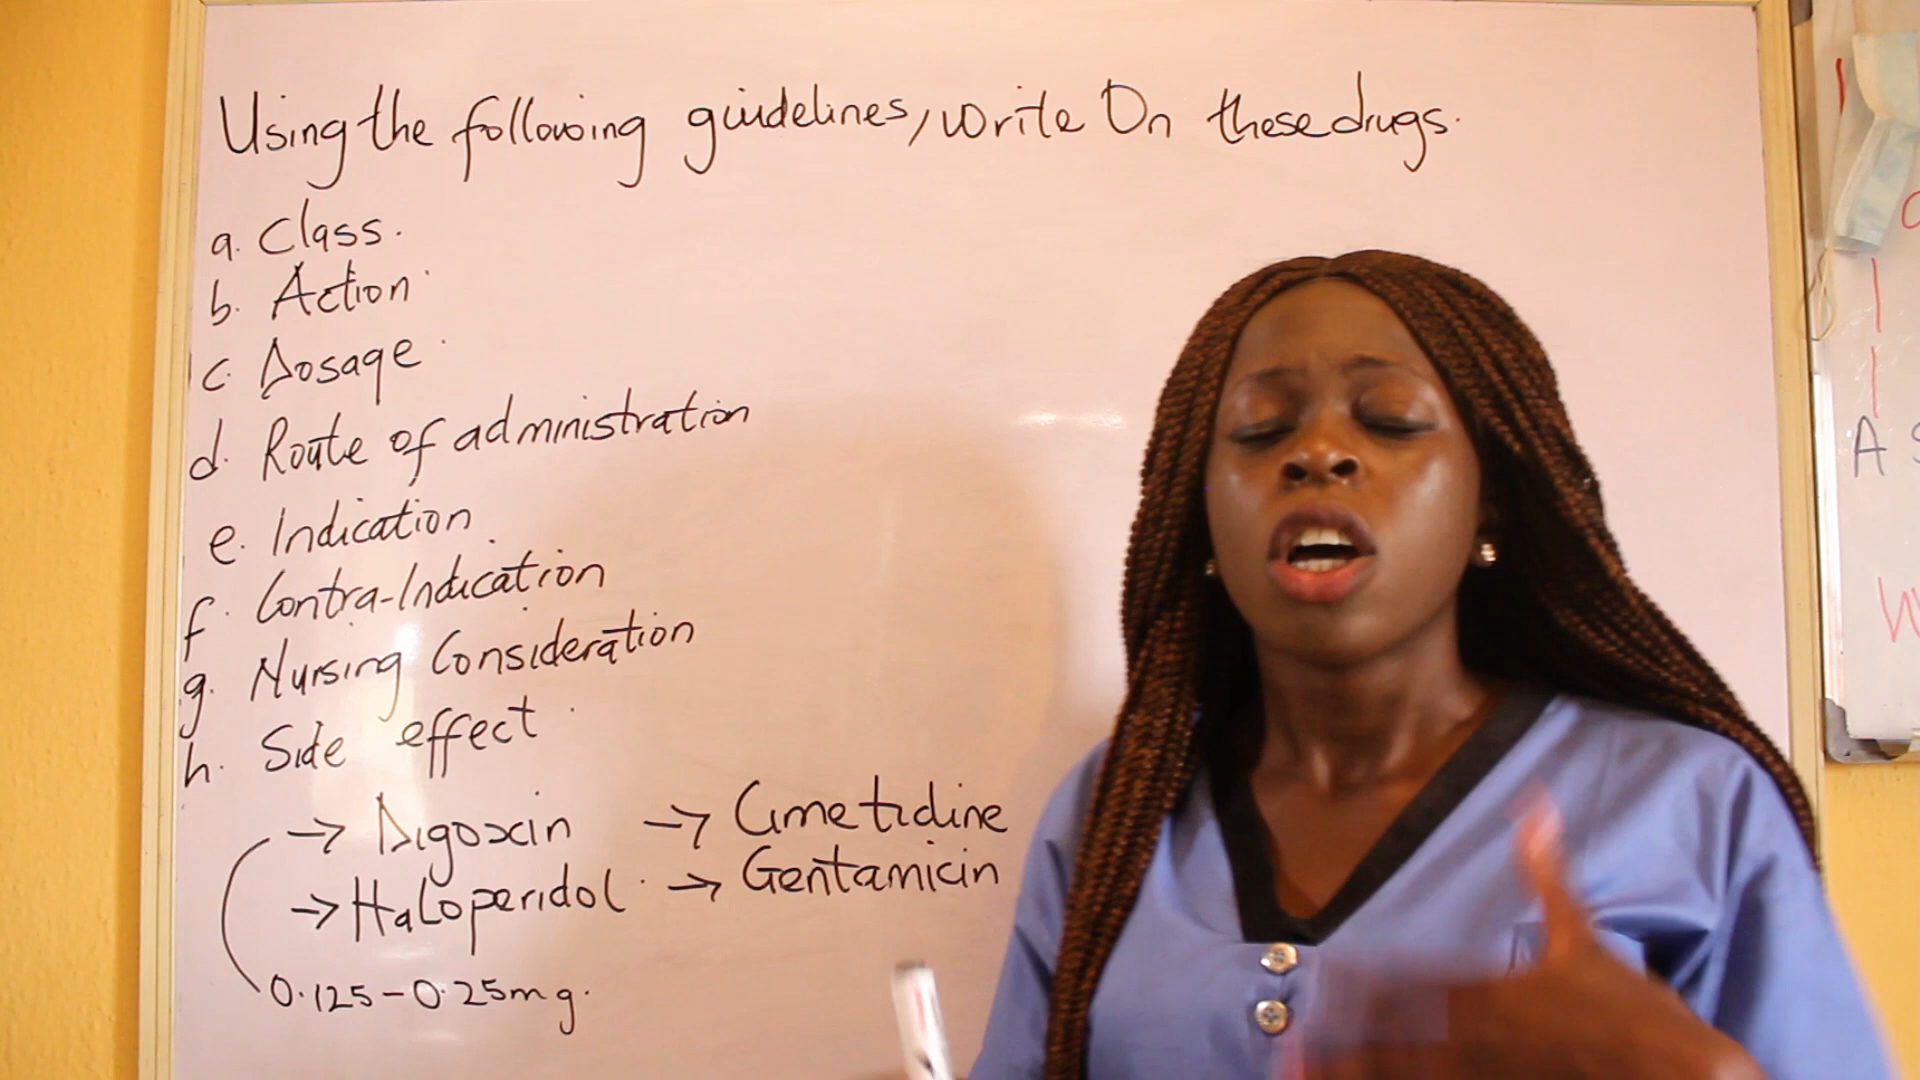 Using the following guidelines, write On these drugs.
a. Class.
b. Action.
c. Dosage.
d. Route of administration
e. Indication
f. Contra-Indication
g. Nursing Consideration
h. Side effect.
→ Digoxin → Cimetidine
→ Haloperidol. → Gentamicin
0.125-0.25mg.